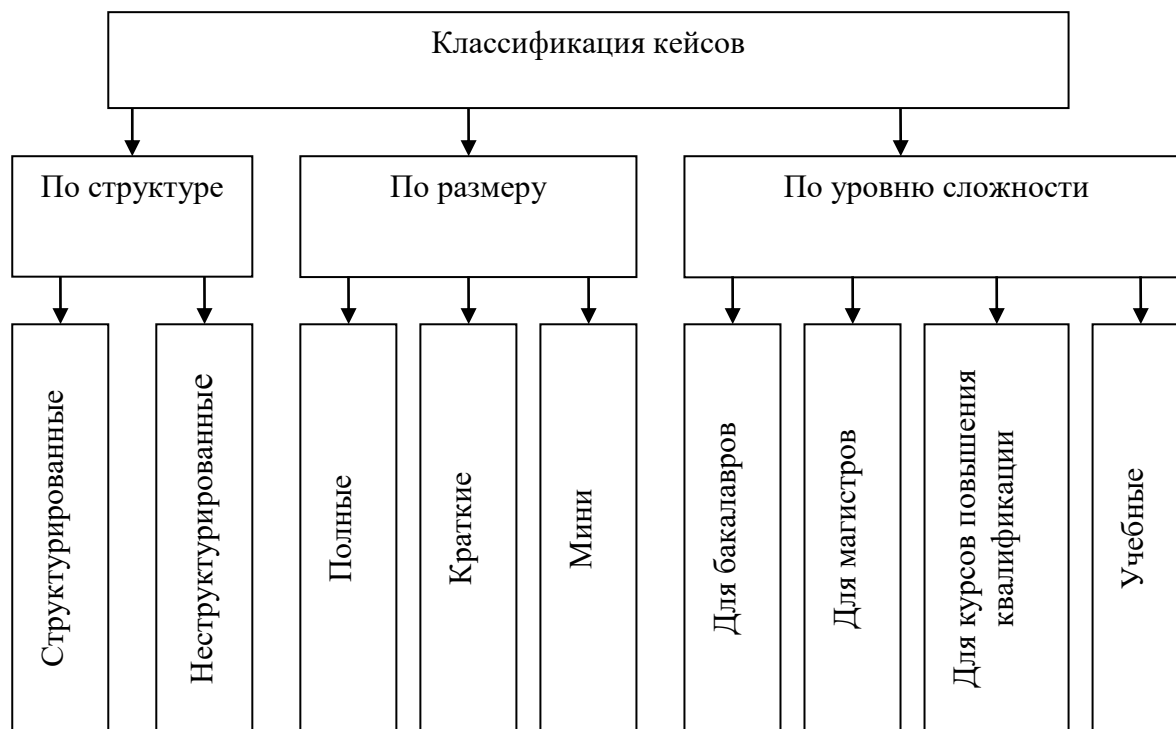 Классификация кейсов
По структуре
По размеру
По уровню сложности
Структурированные
Неструктурированные
Полные
Краткие
Мини
Для бакалавров
Для магистров
Для курсов повышения
квалификации
Учебные